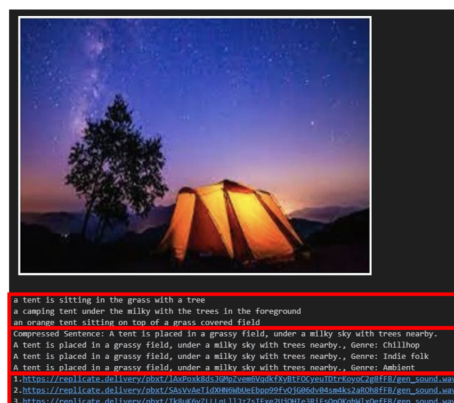 a tent is sitting in the grass with a tree
a camping tent under the milky with the trees in the foreground
an orange tent sitting on top of a grass covered field
Compressed Sentence: A tent is placed in a grassy field, under a milky sky with trees nearby.
A tent is placed in a grassy field, under a milky sky with trees nearby., Genre: Chillhop
A tent is placed in a grassy field, under a milky sky with trees nearby., Genre: Indie folk
A tent is placed in a grassy field, under a milky sky with trees nearby., Genre: Ambient
1.
2.
3.